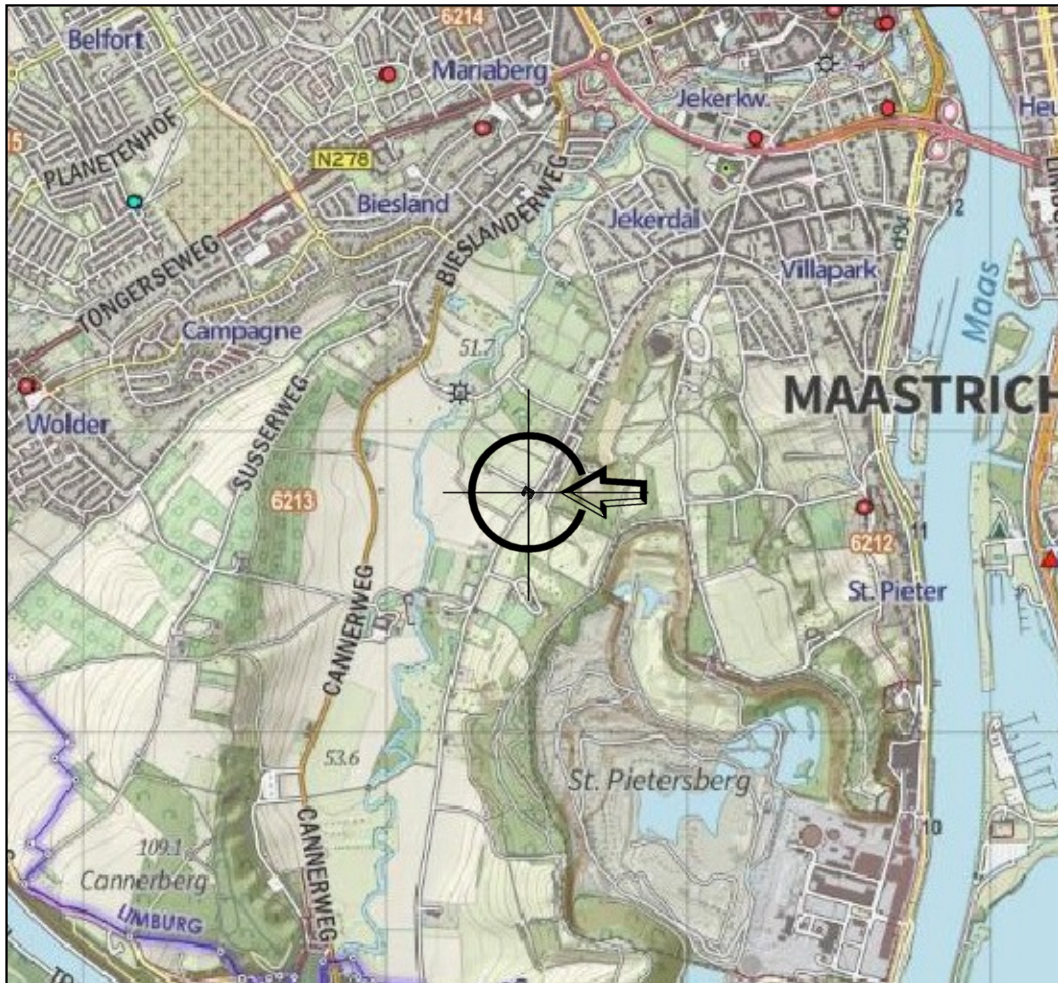 6214
Belfort
Mariaberg
Jekerkw.
PLANETENHOF
N278
Biesland
BIESLANDERWEG
Jekerdal
12
Villapark
TONGERSEWEG
Campagne
Maas
51.7
MAASTRICH
Wolder
SUSSERWEG
6213
11
6212
St. Pieter
CANNERWEG
53.6
St. Pietersberg
10
109.1
Cannerberg
CANNERWEG
LIMBURG